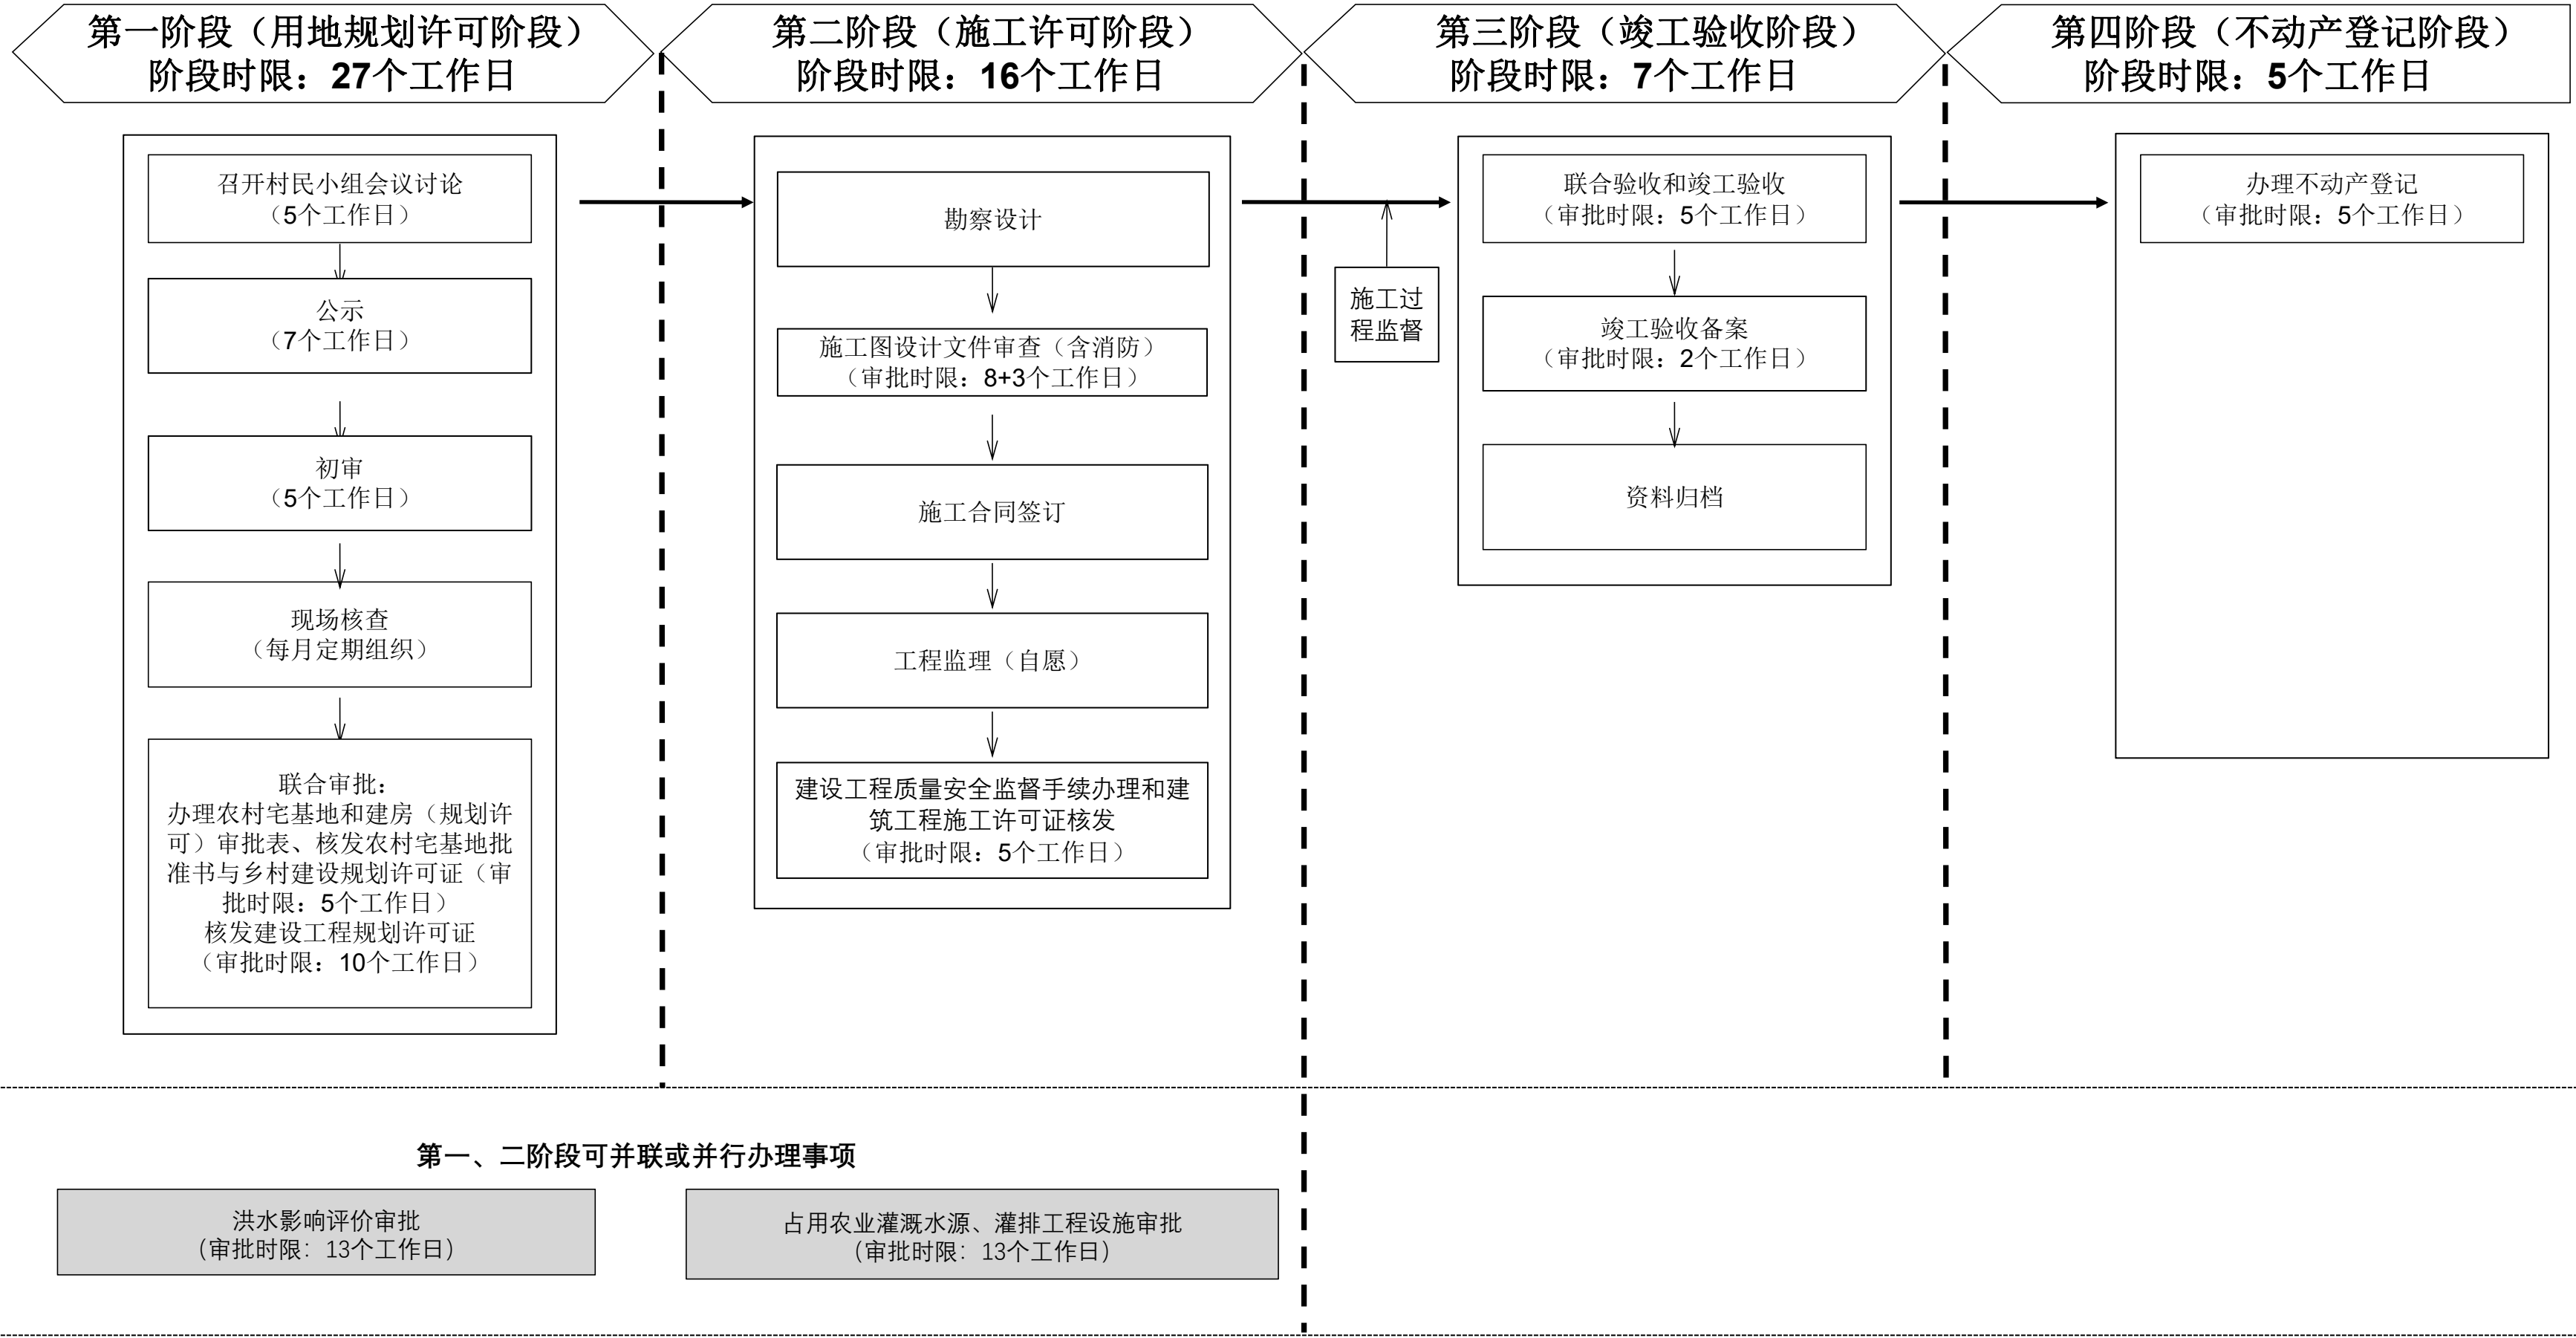 第一阶段（用地规划许可阶段）
阶段时限：27个工作日
第二阶段（施工许可阶段）
阶段时限：16个工作日
第三阶段（竣工验收阶段）
阶段时限：7个工作日
第四阶段（不动产登记阶段）
阶段时限：5个工作日
召开村民小组会议讨论
（5个工作日）
公示
（7个工作日）
初审
（5个工作日）
现场核查
（每月定期组织）
联合审批：
办理农村宅基地和建房（规划许
可）审批表、核发农村宅基地批
准书与乡村建设规划许可证（审
批时限：5个工作日）
核发建设工程规划许可证
（审批时限：10个工作日）
勘察设计
施工图设计文件审查（含消防）
（审批时限：8+3个工作日）
施工合同签订
工程监理（自愿）
建设工程质量安全监督手续办理和建
筑工程施工许可证核发
（审批时限：5个工作日）
施工过
程监督
联合验收和竣工验收
（审批时限：5个工作日）
竣工验收备案
（审批时限：2个工作日）
资料归档
办理不动产登记
（审批时限：5个工作日）
第一、二阶段可并联或并行办理事项
洪水影响评价审批
（审批时限：13个工作日）
占用农业灌溉水源、灌排工程设施审批
（审批时限：13个工作日）